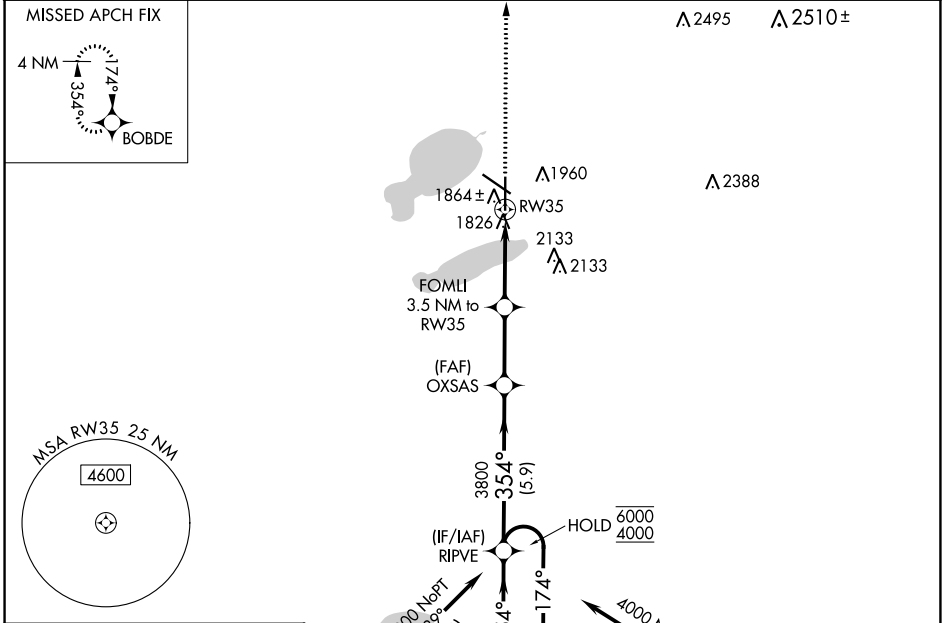 MISSED APCH FIX
4 NM
354°
174°
BOBDE
2495
2510±
1960
2388
1864±
RW35
1826
2133
2133
FOMLI
3.5 NM to
RW35
(FAF)
OXSAS
MSA RW35 25 NM
4600
3800
354°
(5.9)
HOLD
6000
4000
(IF/IAF)
RIPVE
NoPT
174°
4000